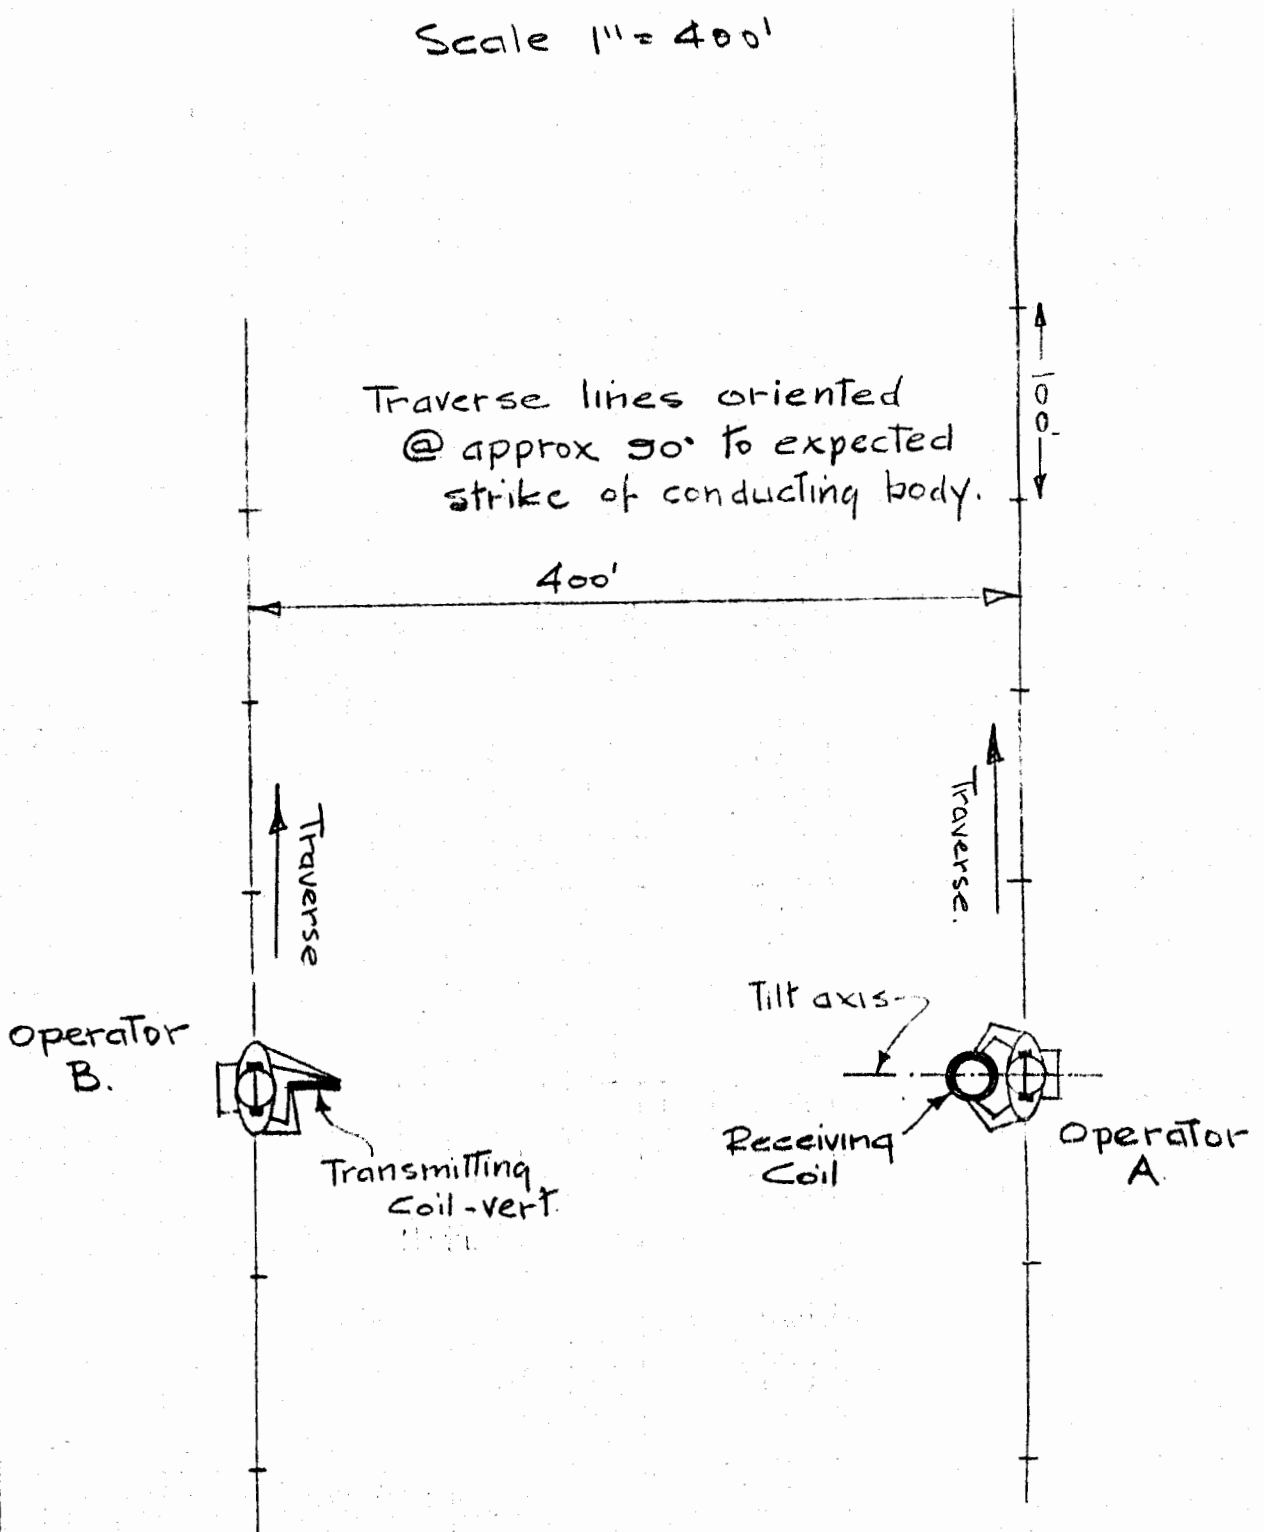 Scale 1" = 400'
Traverse lines oriented
@ approx 90° to expected
strike of conducting body.
100'
400'
Traverse
Traverse.
Tilt axis
Operator
B.
Transmitting
Coil-vert.
Receiving
Coil
Operator
A.